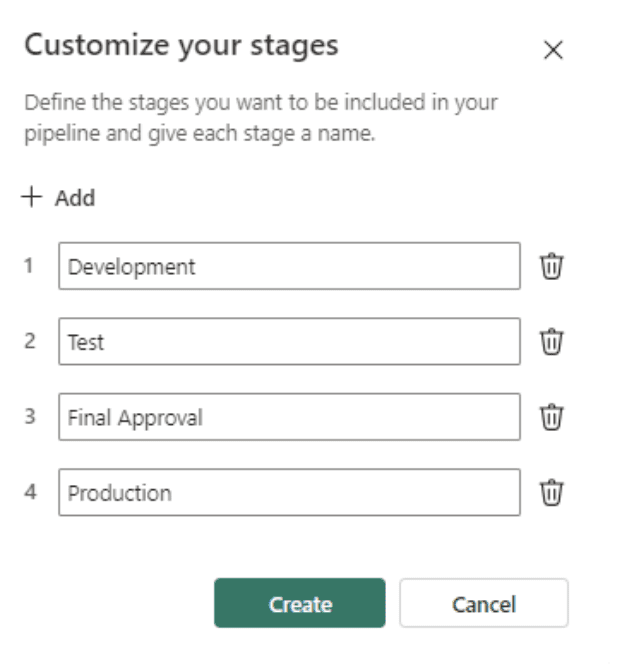 Customize your stages
Define the stages you want to be included in your
pipeline and give each stage a name.
+ Add
1 Development
2 Test
3 Final Approval
4 Production
Create Cancel